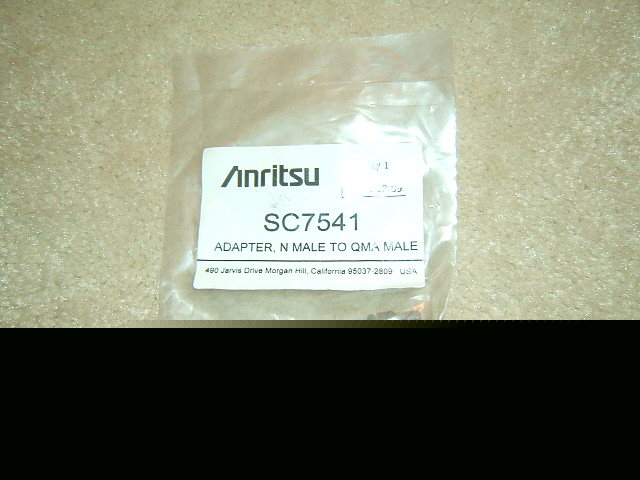 Anritsu
SC7541
ADAPTER, N MALE TO QMA MALE
490 Jarvis Drive Morgan Hill, California 95037-2809 USA